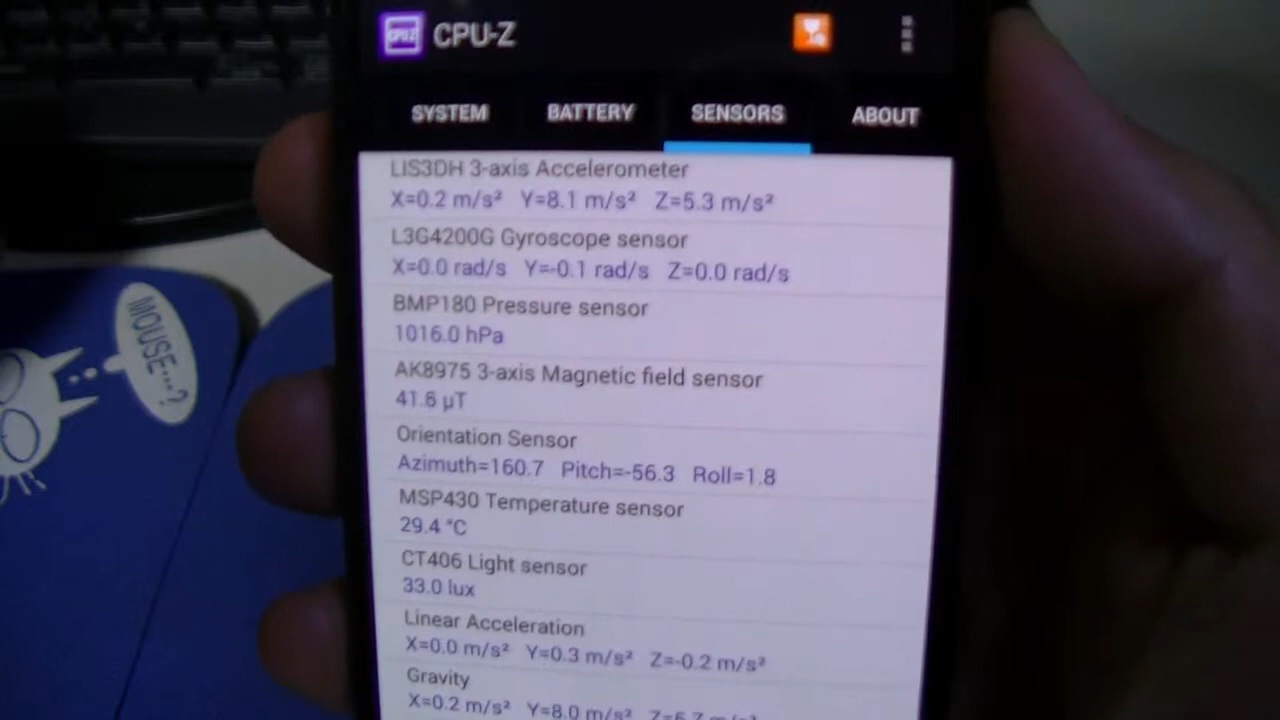 CPU-Z
CPU-Z
SYSTEM BATTERY SENSORS ABOUT
LIS3DH 3-axis Accelerometer
X=0.2 m/s² Y=8.1 m/s² Z=5.3 m/s²
L3G4200G Gyroscope sensor
X=0.0 rad/s Y=-0.1 rad/s Z=0.0 rad/s
BMP180 Pressure sensor
1016.0 hPa
AK8975 3-axis Magnetic field sensor
41.6 µT
Orientation Sensor
Azimuth=160.7 Pitch=-56.3 Roll=1.8
MSP430 Temperature sensor
29.4 °C
CT406 Light sensor
33.0 lux
Linear Acceleration
X=0.0 m/s² Y=0.3 m/s² Z=-0.2 m/s²
Gravity
X=0.2 m/s² Y=8.0 m/s²
MOUSE...?